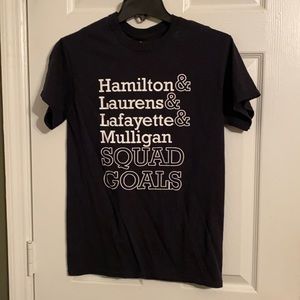 Hamilton&
Laurens&
Lafayette&
Mulligan
SQUAD
GOALS